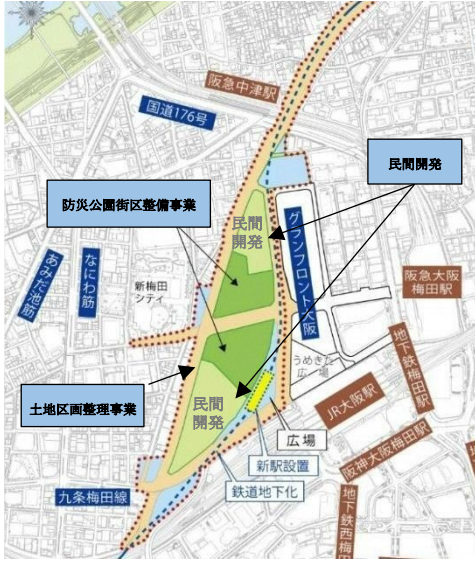 阪急中津駅
国道176号
民間開発
防災公園街区整備事業
民間
開発
グランフロント大阪
なにわ筋
あみだ池筋
新梅田
シティ
阪急大阪
梅田駅
うめきた
広場
地下鉄梅田駅
土地区画整理事業
民間
開発
JR大阪駅
広場
阪神大阪梅田駅
新駅設置
九条梅田線
鉄道地下化
地下鉄西梅田